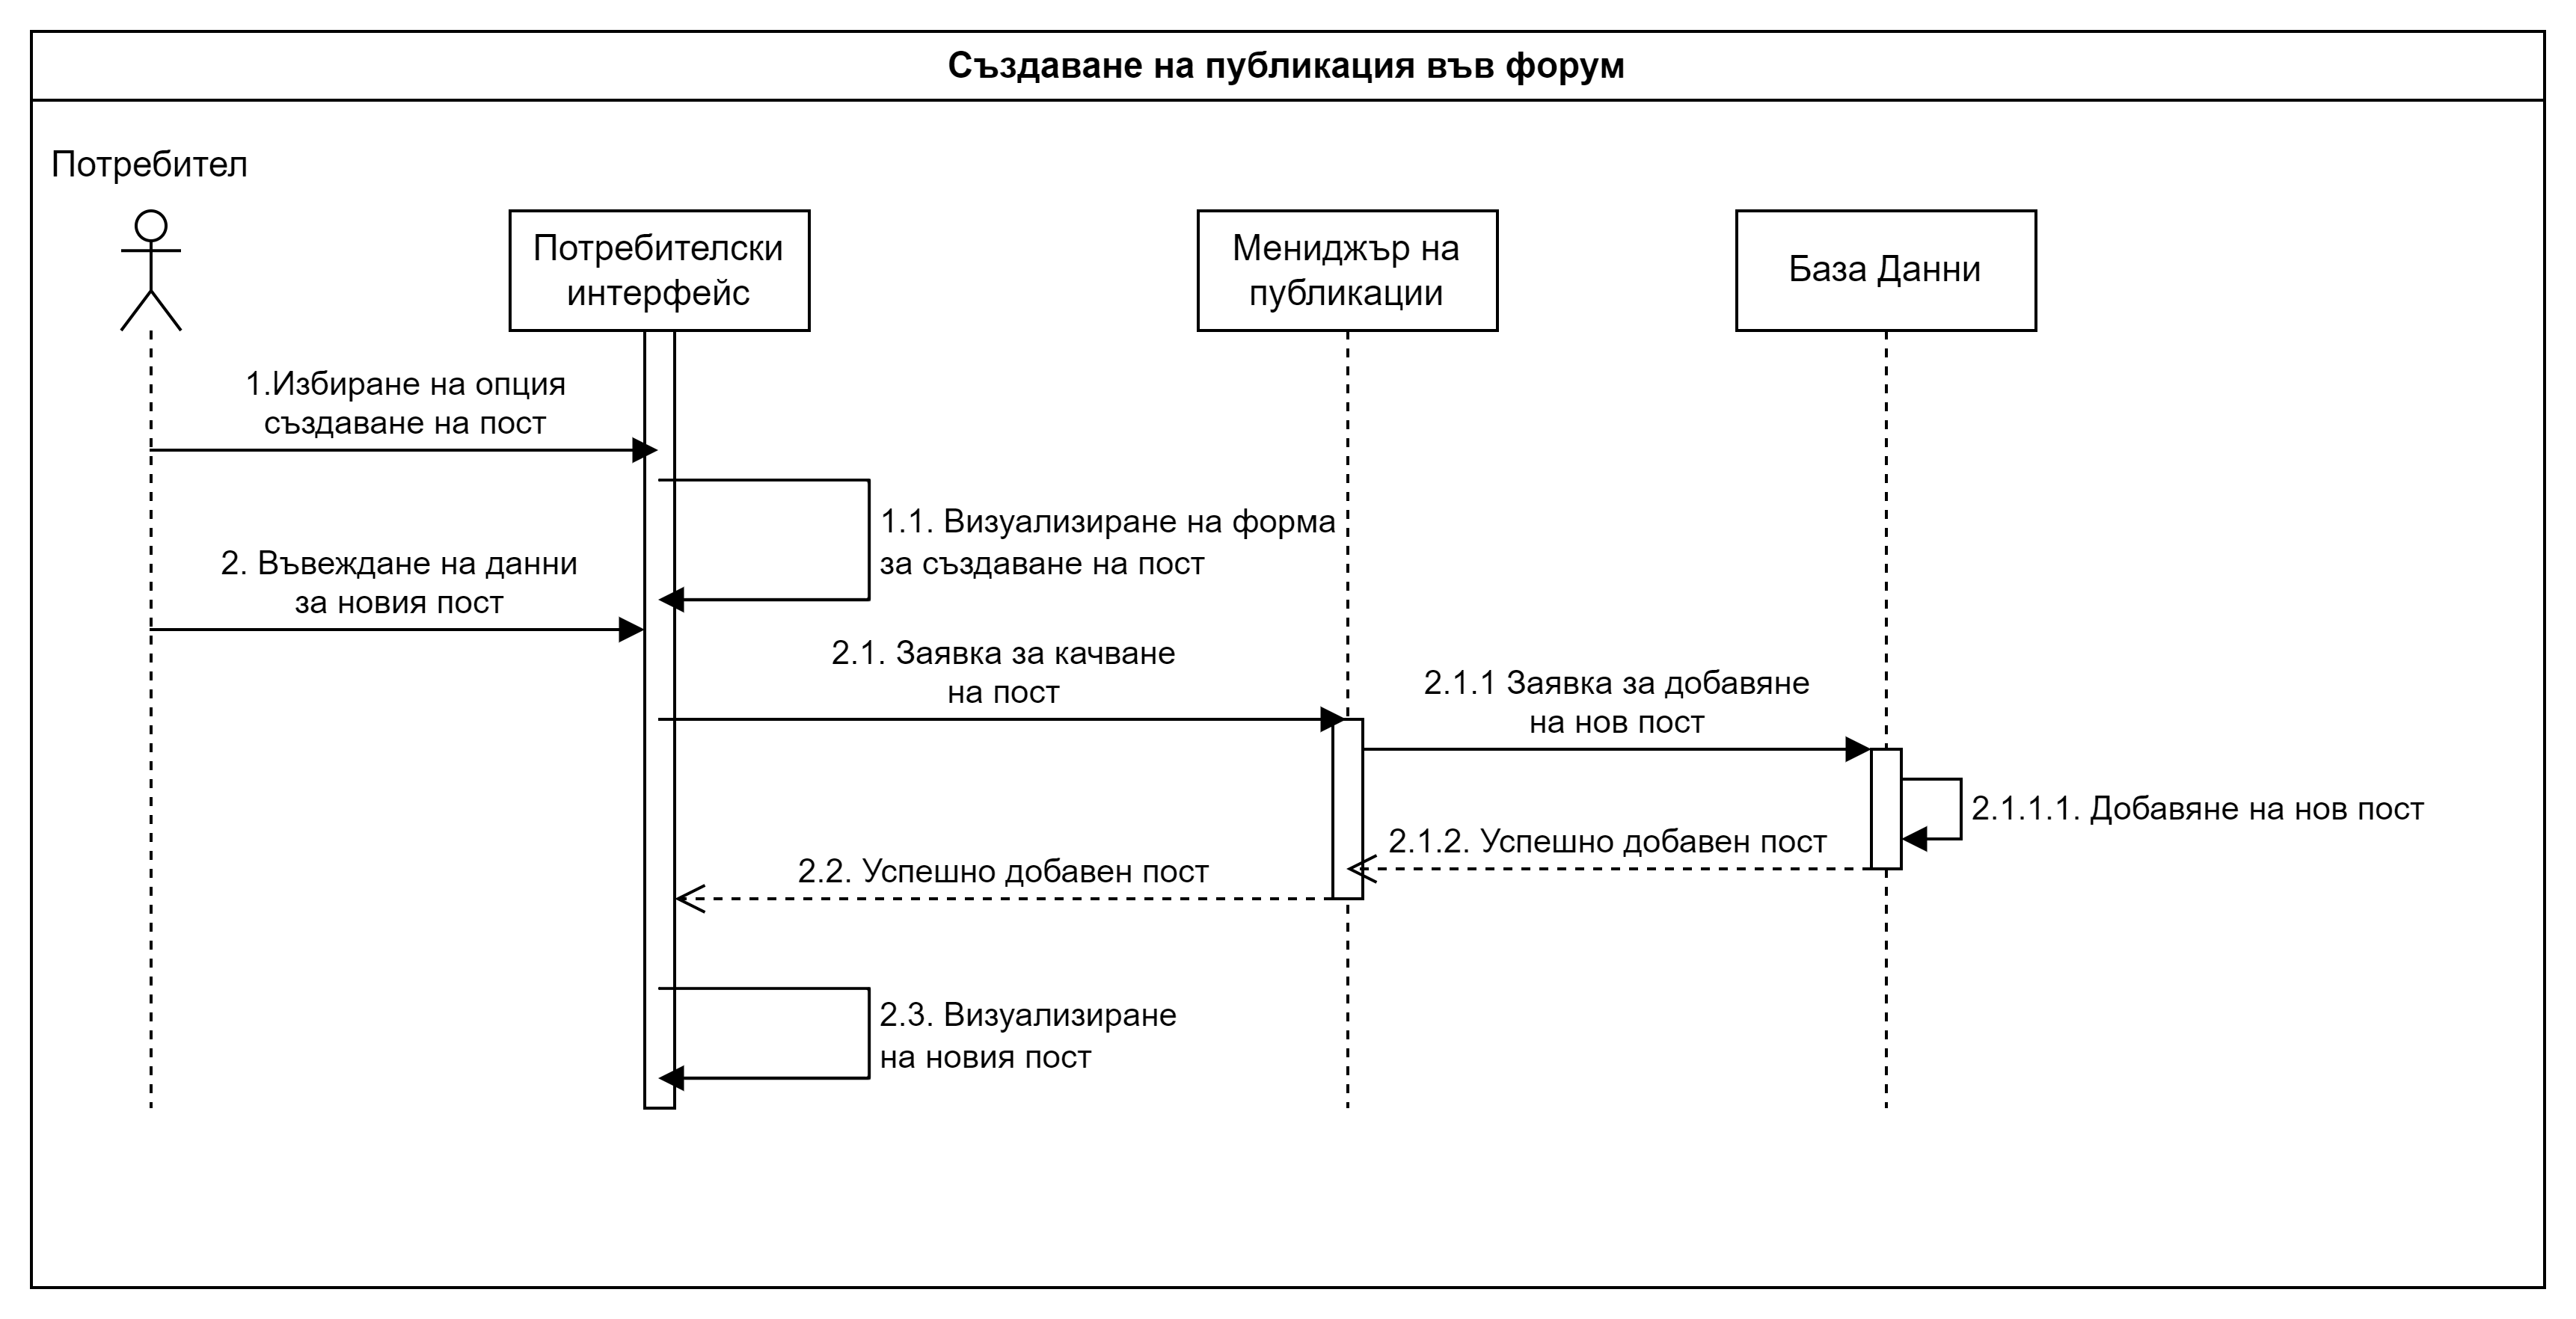 Създаване на публикация във форум
Потребител
Потребителски
интерфейс
Мениджър на
публикации
База Данни
1.Избиране на опция
създаване на пост
1.1. Визуализиране на форма
за създаване на пост
2. Въвеждане на данни
за новия пост
2.1. Заявка за качване
на пост
2.1.1 Заявка за добавяне
на нов пост
2.1.1.1. Добавяне на нов пост
2.1.2. Успешно добавен пост
2.2. Успешно добавен пост
2.3. Визуализиране
на новия пост